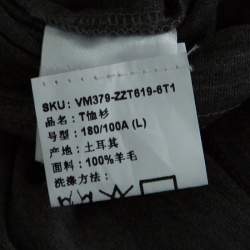 SKU: VM379-ZZT619-6T1
品名: T恤衫
号型: 180/100A (L)
产地: 土耳其
面料: 100%羊毛
洗涤方法: